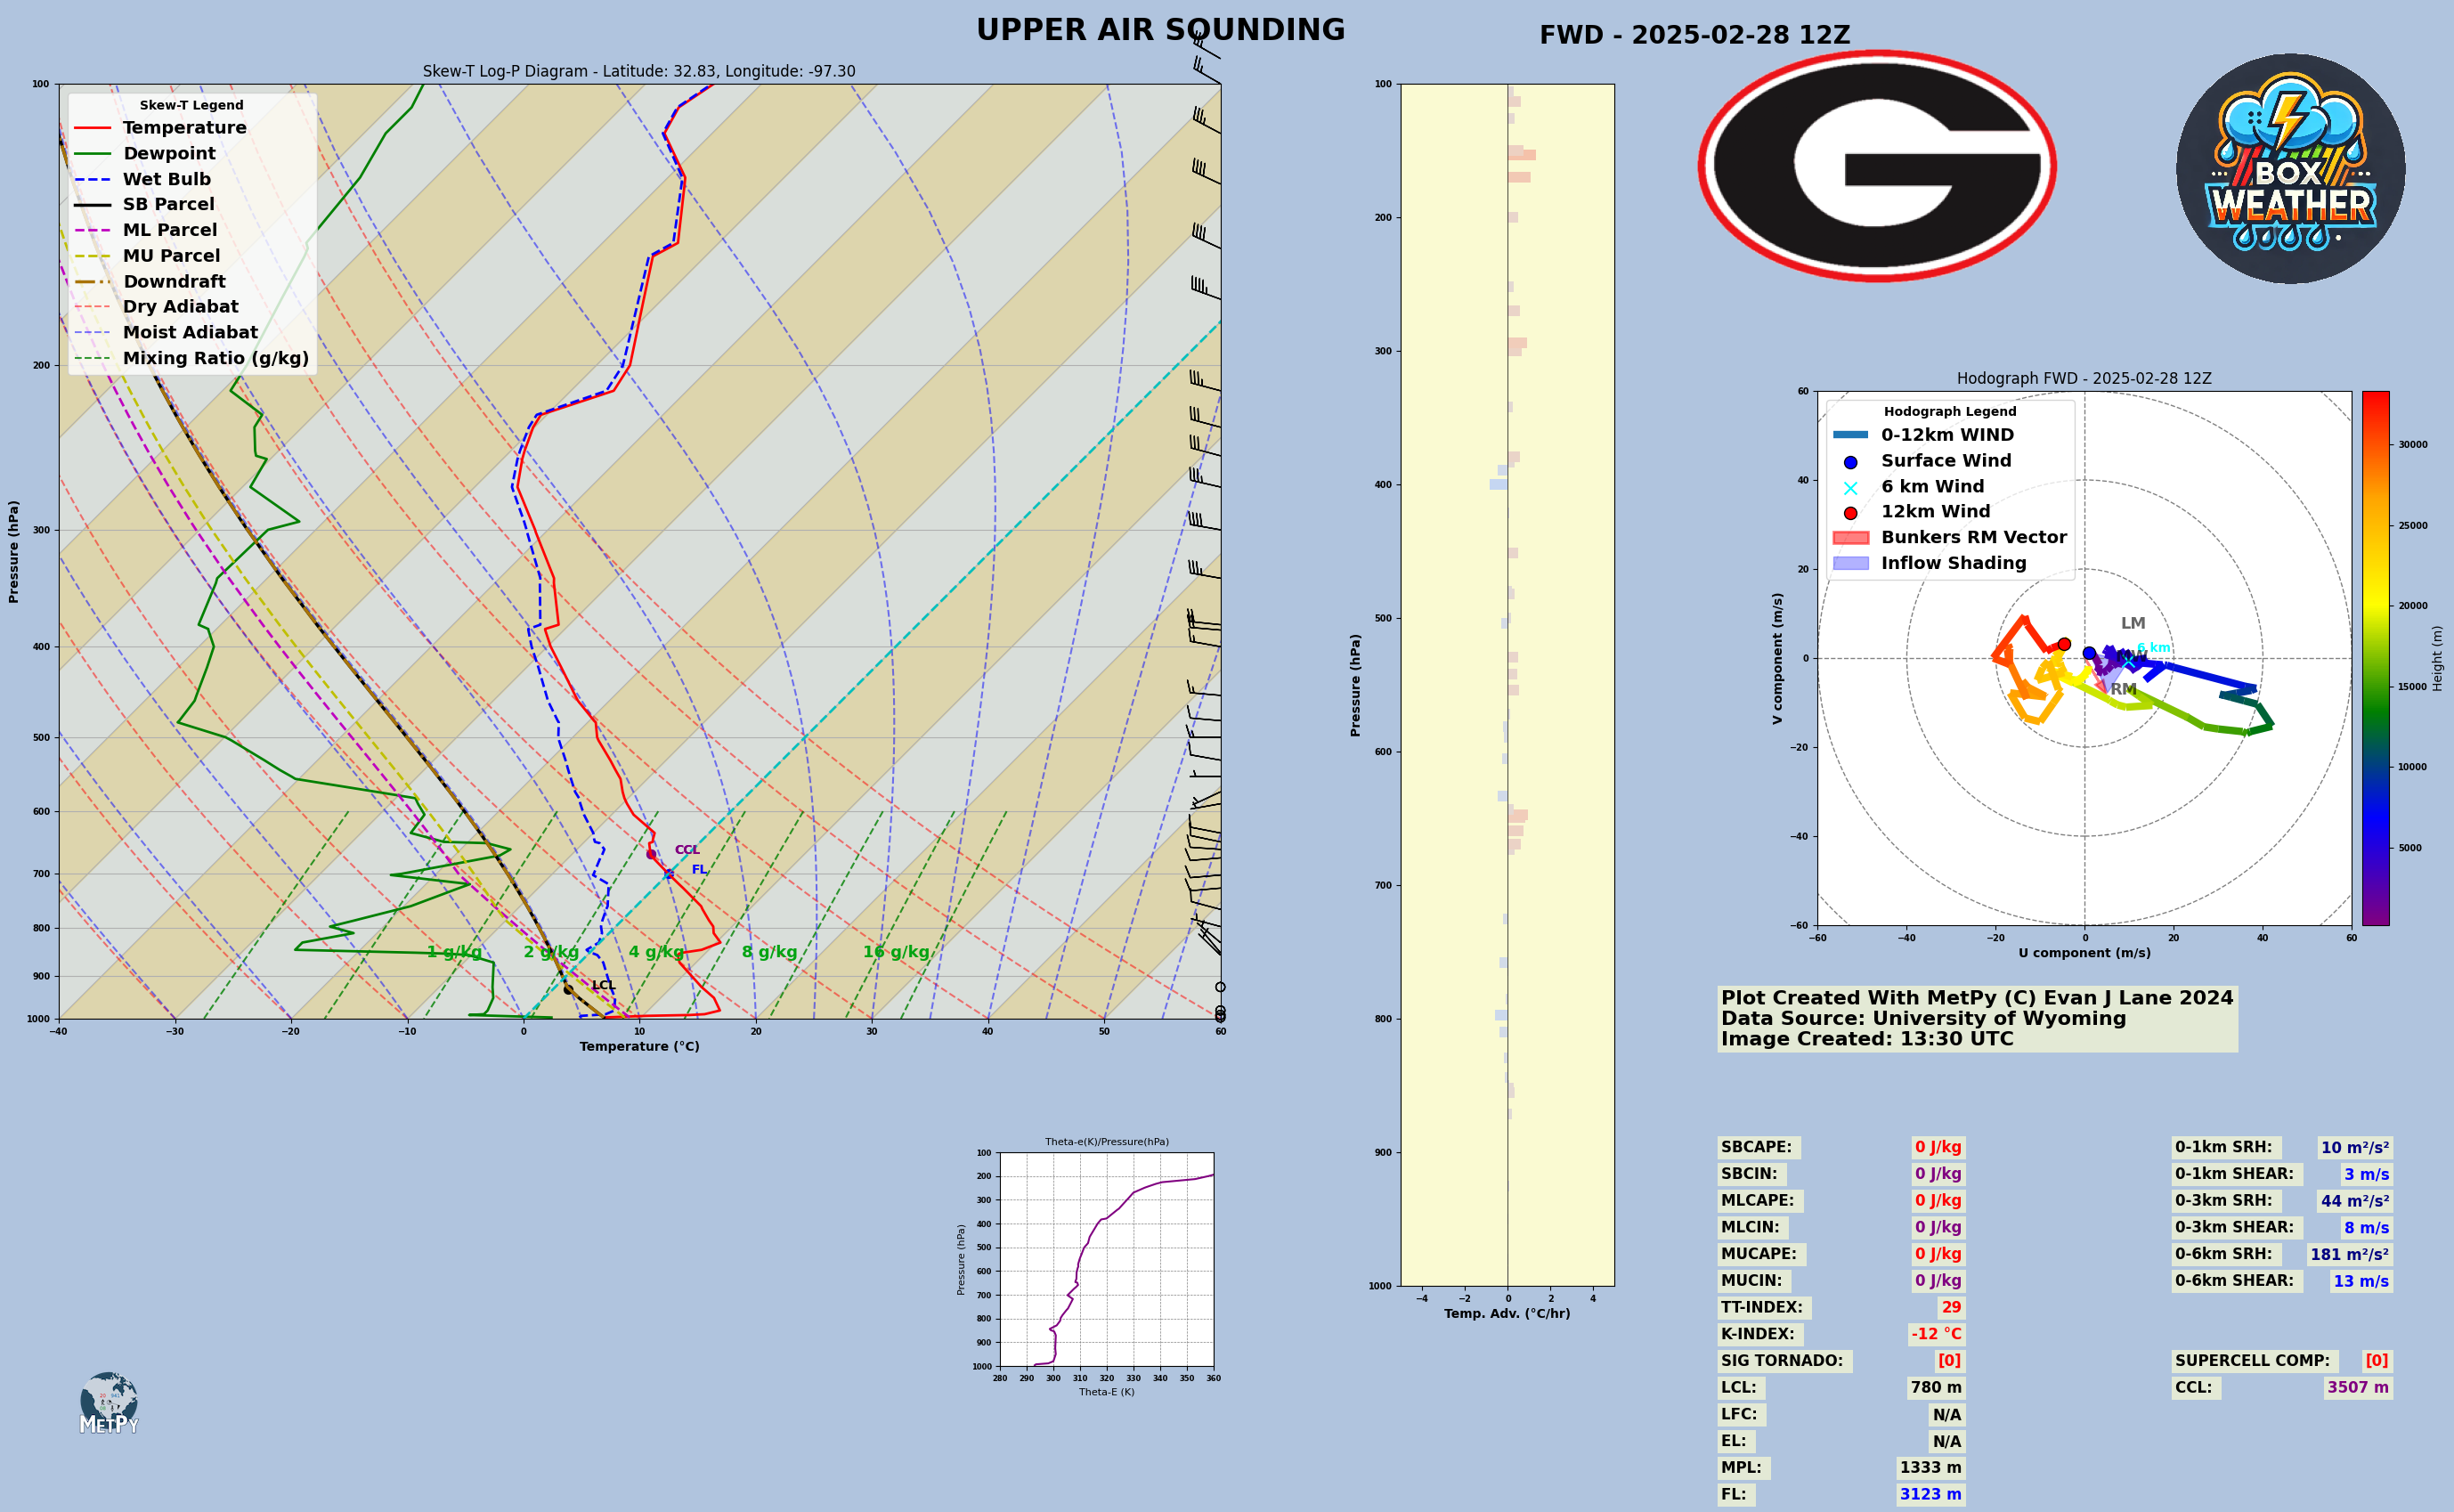 UPPER AIR SOUNDING
FWD - 2025-02-28 12Z
Skew-T Log-P Diagram - Latitude: 32.83, Longitude: -97.30
Skew-T Legend
Temperature
Dewpoint
Wet Bulb
SB Parcel
ML Parcel
MU Parcel
Downdraft
Dry Adiabat
Moist Adiabat
Mixing Ratio (g/kg)
Pressure (hPa)
100
200
300
400
500
600
700
800
900
1000
CCL
FL
LCL
1 g/kg
2 g/kg
4 g/kg
8 g/kg
16 g/kg
−40
−30
−20
−10
0
10
20
30
40
50
60
Temperature (°C)
Pressure (hPa)
100
200
300
400
500
600
700
800
900
1000
−4
−2
0
2
4
Temp. Adv. (°C/hr)
G
BOX
WEATHER
Hodograph FWD - 2025-02-28 12Z
Hodograph Legend
0-12km WIND
Surface Wind
6 km Wind
12km Wind
Bunkers RM Vector
Inflow Shading
V component (m/s)
60
40
20
0
−20
−40
−60
LM
6 km
RM
−60
−40
−20
0
20
40
60
U component (m/s)
30000
25000
20000
15000
10000
5000
Height (m)
Plot Created With MetPy (C) Evan J Lane 2024
Data Source: University of Wyoming
Image Created: 13:30 UTC
Theta-e(K)/Pressure(hPa)
Pressure (hPa)
100
200
300
400
500
600
700
800
900
1000
280
290
300
310
320
330
340
350
360
Theta-E (K)
SBCAPE: 0 J/kg
SBCIN: 0 J/kg
MLCAPE: 0 J/kg
MLCIN: 0 J/kg
MUCAPE: 0 J/kg
MUCIN: 0 J/kg
TT-INDEX: 29
K-INDEX: -12 °C
SIG TORNADO: [0]
LCL: 780 m
LFC: N/A
EL: N/A
MPL: 1333 m
FL: 3123 m
0-1km SRH: 10 m²/s²
0-1km SHEAR: 3 m/s
0-3km SRH: 44 m²/s²
0-3km SHEAR: 8 m/s
0-6km SRH: 181 m²/s²
0-6km SHEAR: 13 m/s
SUPERCELL COMP: [0]
CCL: 3507 m
METPY